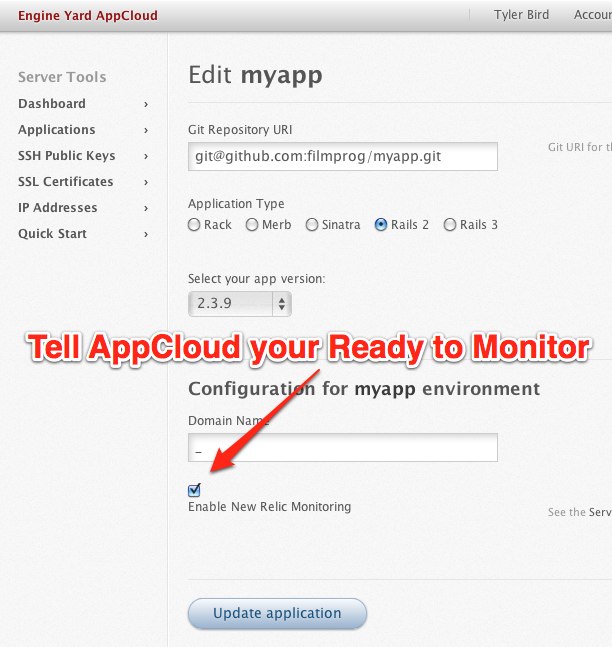 Engine Yard AppCloud
Tyler Bird
Server Tools
Dashboard ›
Applications ›
SSH Public Keys ›
SSL Certificates ›
IP Addresses ›
Quick Start ›
Edit myapp
Git Repository URI
git@github.com:filmprog/myapp.git
Git URI for th
Application Type
Rack Merb Sinatra Rails 2 Rails 3
Select your app version:
2.3.9
Tell AppCloud your Ready to Monitor
Configuration for myapp environment
Domain Name
_
Enable New Relic Monitoring
See the Serv
Update application